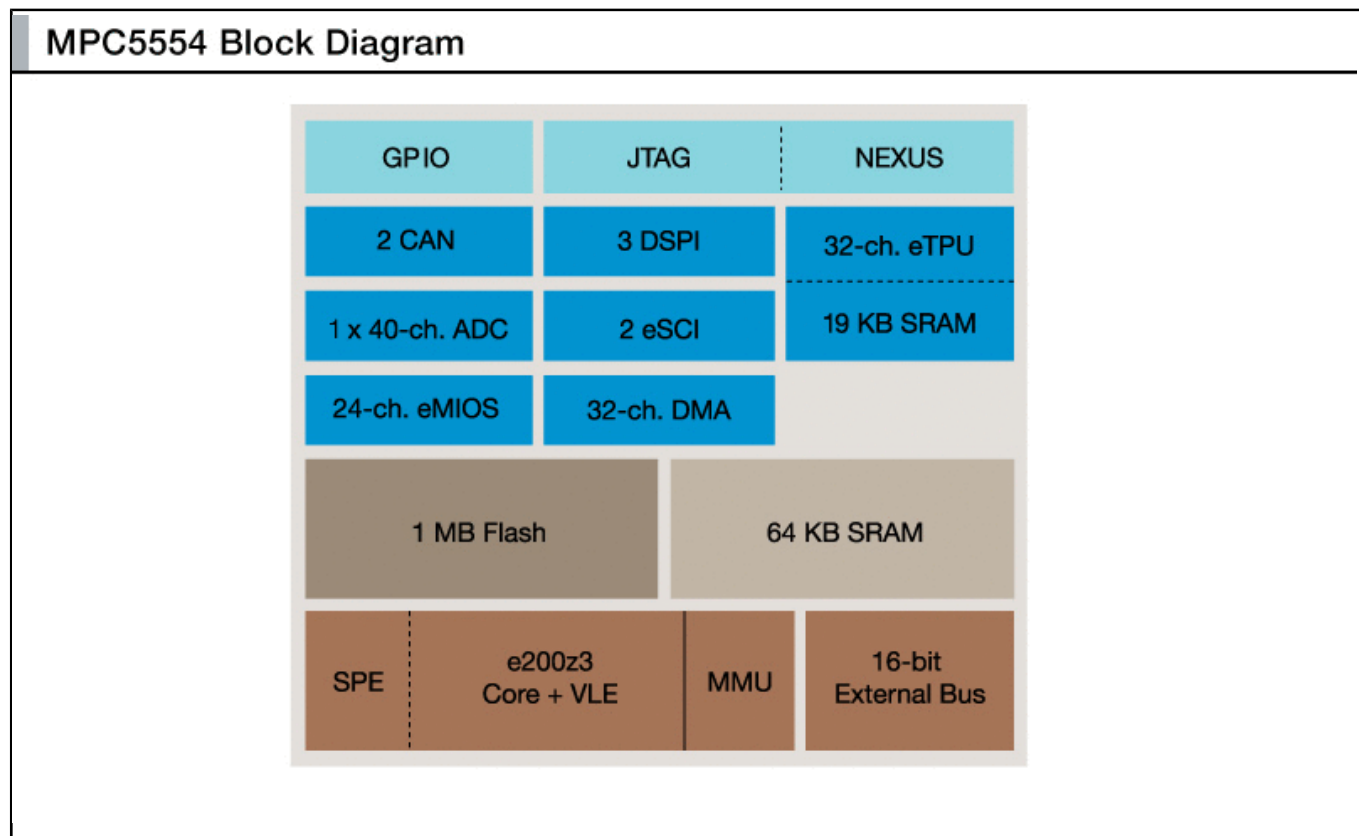 MPC5554 Block Diagram
GPIO
JTAG
NEXUS
2 CAN
3 DSPI
32-ch. eTPU
1 x 40-ch. ADC
2 eSCI
19 KB SRAM
24-ch. eMIOS
32-ch. DMA
1 MB Flash
64 KB SRAM
SPE
e200z3
Core + VLE
MMU
16-bit
External Bus